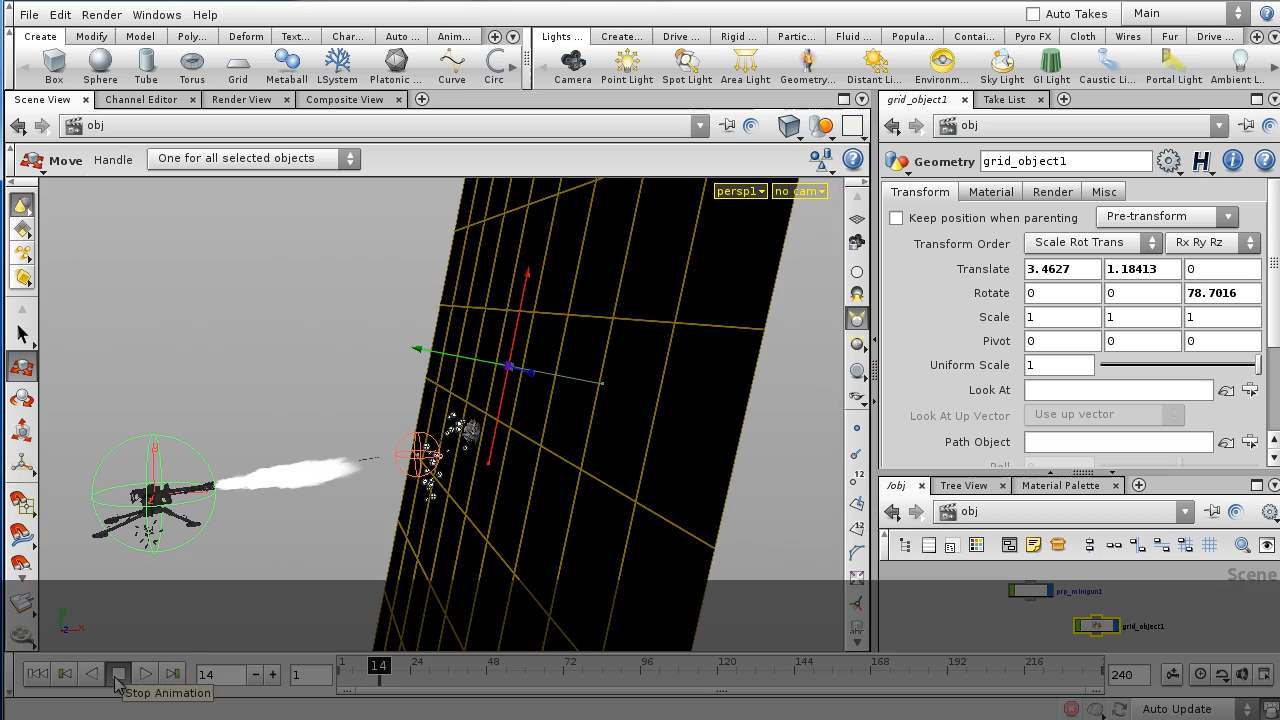 File Edit Render Windows Help Auto Takes Main
Create Modify Model Poly... Deform Text... Char... Auto ... Anim... Lights ... Create... Drive ... Rigid ... Partic... Fluid ... Popula... Contai... Pyro FX Cloth Wires Fur Drive ...
Box Sphere Tube Torus Grid Metaball LSystem Platonic ... Curve Circ Camera Point Light Spot Light Area Light Geometry... Distant Li... Environm... Sky Light GI Light Caustic Li... Portal Light Ambient L...
Scene View Channel Editor Render View Composite View grid_object1 Take List
obj obj
Move Handle One for all selected objects Geometry grid_object1
persp1 no cam Transform Material Render Misc
Keep position when parenting Pre-transform
Transform Order Scale Rot Trans Rx Ry Rz
Translate 3.4627 1.18413 0
Rotate 0 0 78.7016
Scale 1 1 1
Pivot 0 0 0
Uniform Scale 1
Look At
Look At Up Vector Use up vector
Path Object
/obj Tree View Material Palette
obj
12
12
Scene
prp_minigun1
grid_object1
abc
14 1 1 14 24 48 72 96 120 144 168 192 216 240
Stop Animation
Auto Update